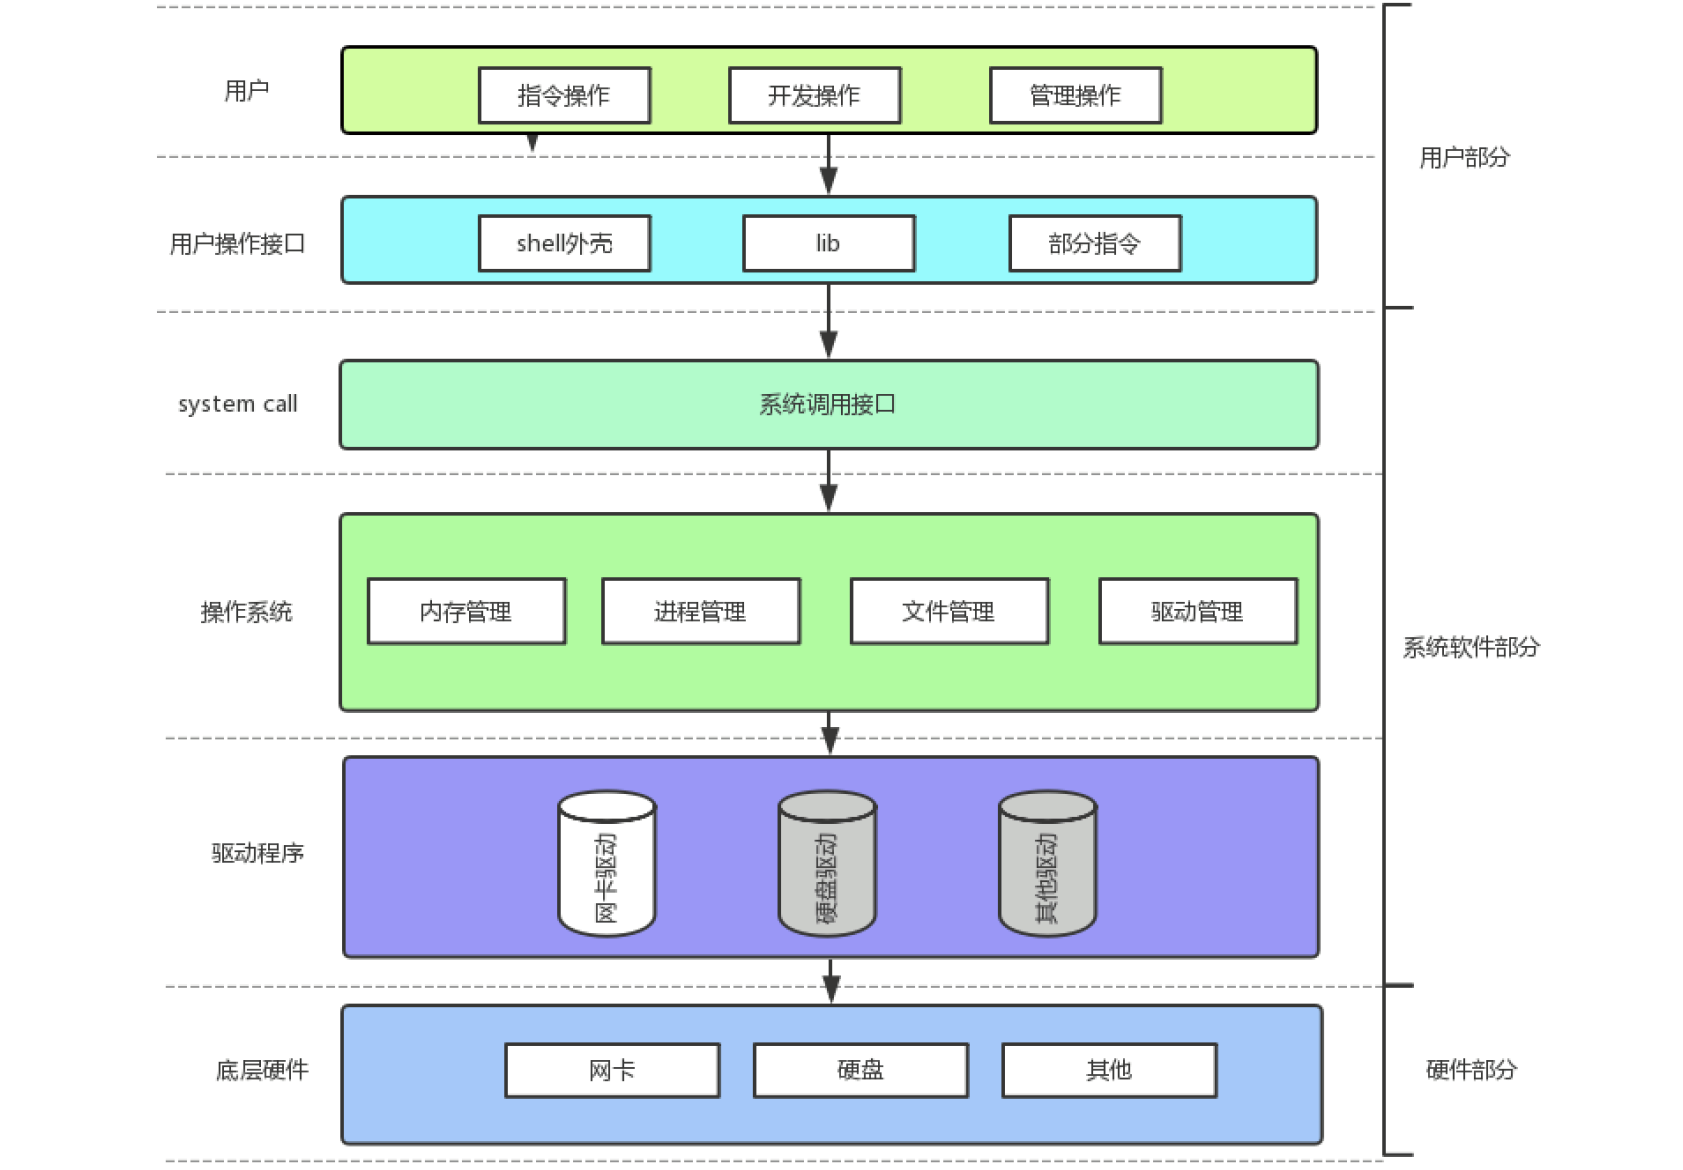 用户
指令操作
开发操作
管理操作
用户部分
用户操作接口
shell外壳
lib
部分指令
system call
系统调用接口
操作系统
内存管理
进程管理
文件管理
驱动管理
系统软件部分
驱动程序
网卡驱动
硬盘驱动
其他驱动
底层硬件
网卡
硬盘
其他
硬件部分